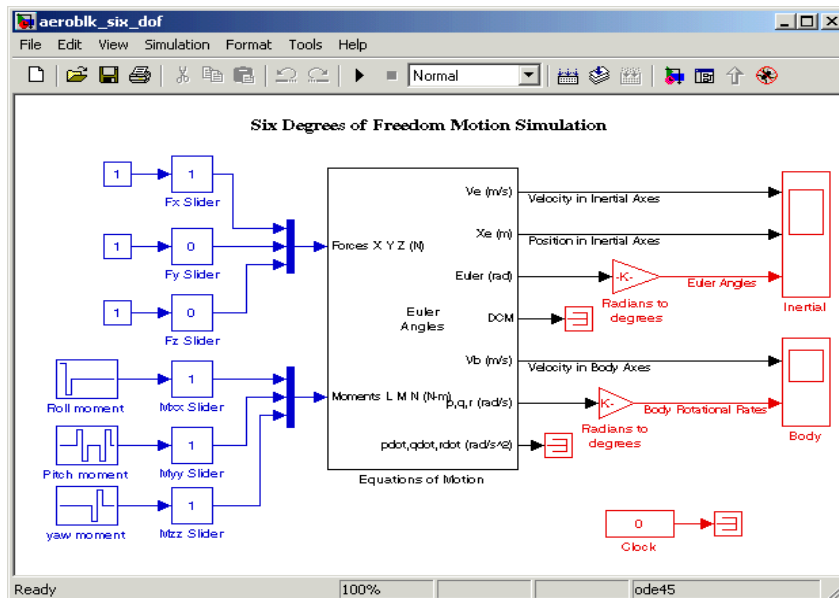 aeroblk_six_dof
File Edit View Simulation Format Tools Help
Normal
Six Degrees of Freedom Motion Simulation
1
1
Fx Slider
1
0
Fy Slider
1
0
Fz Slider
Roll moment
1
Mxx Slider
Pitch moment
1
Myy Slider
yaw moment
1
Mzz Slider
Forces X Y Z (N)
Moments L M N (N-m)
Euler
Angles
Ve (m/s)
Xe (m)
Euler (rad)
DCM
Vb (m/s)
p,q,r (rad/s)
pdot,qdot,rdot (rad/s^2)
Equations of Motion
Velocity in Inertial Axes
Position in Inertial Axes
-K-
Radians to
degrees
Euler Angles
Inertial
Velocity in Body Axes
-K-
Radians to
degrees
Body Rotational Rates
Body
0
Clock
Ready
100%
ode45